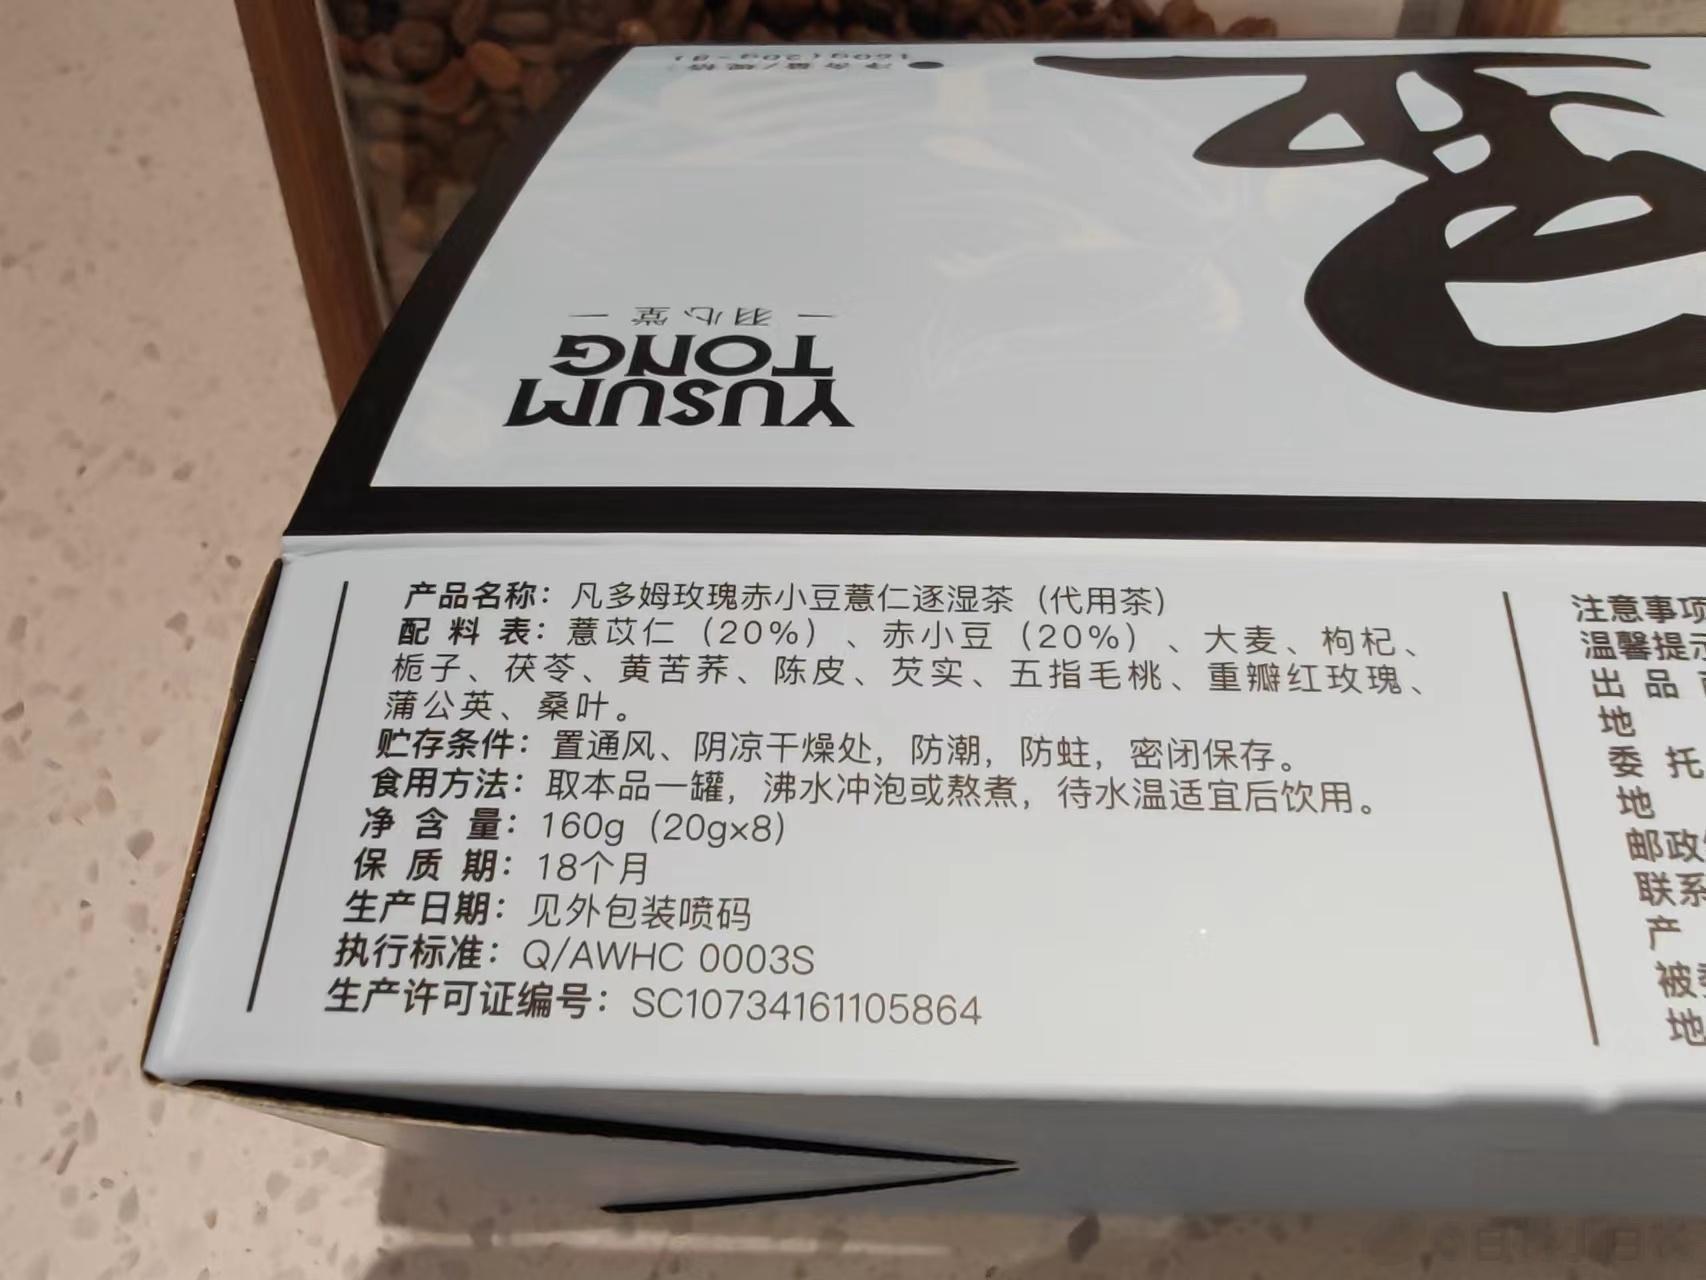 净含量/规格：
160g(20g×8)
YUSUM
TONG
羽心堂
产品名称：凡多姆玫瑰赤小豆薏仁逐湿茶（代用茶）
配料表：薏苡仁（20%）、赤小豆（20%）、大麦、枸杞、
栀子、茯苓、黄苦荞、陈皮、芡实、五指毛桃、重瓣红玫瑰、
蒲公英、桑叶。
贮存条件：置通风、阴凉干燥处，防潮，防蛀，密闭保存。
食用方法：取本品一罐，沸水冲泡或熬煮，待水温适宜后饮用。
净含量：160g（20g×8）
保质期：18个月
生产日期：见外包装喷码
执行标准：Q/AWHC 0003S
生产许可证编号：SC10734161105864
注意事项
温馨提示
出品
地
委托
地
邮政
联系
产
被委
地